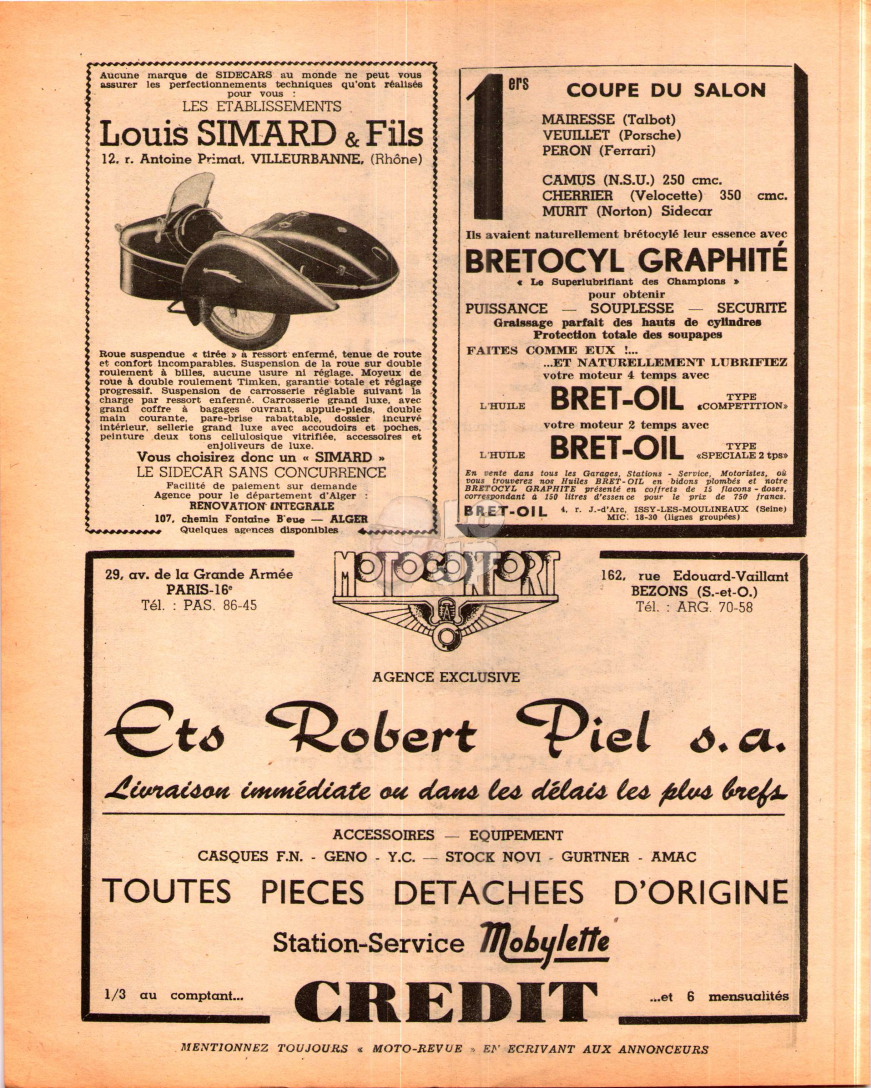 Aucune marque de SIDECARS au monde ne peut vous
assurer les perfectionnements techniques qu'ont réalisés
pour vous :
LES ETABLISSEMENTS
Louis SIMARD & Fils
12, r. Antoine Primat, VILLEURBANNE, (Rhône)
Roue suspendue « tirée » à ressort enfermé, tenue de route
et confort incomparables. Suspension de la roue sur double
roulement à billes, aucune usure ni réglage. Moyeux de
roue à double roulement Timken, garantie totale et réglage
progressif. Suspension de carrosserie réglable suivant la
charge par ressort enfermé. Carrosserie grand luxe, avec
grand coffre à bagages ouvrant, appuie-pieds, double
main courante, pare-brise rabattable, dossier incurvé
intérieur, sellerie grand luxe avec accoudoirs et poches,
peinture deux tons cellulosique vitrifiée, accessoires et
enjoliveurs de luxe.
Vous choisirez donc un « SIMARD »
LE SIDECAR SANS CONCURRENCE
Facilité de paiement sur demande
Agence pour le département d'Alger :
RENOVATION INTEGRALE
107, chemin Fontaine B'eue — ALGER
Quelques agences disponibles
1ers
COUPE DU SALON
MAIRESSE (Talbot)
VEUILLET (Porsche)
PERON (Ferrari)
CAMUS (N.S.U.) 250 cmc.
CHERRIER (Velocette) 350 cmc.
MURIT (Norton) Sidecar
Ils avaient naturellement brétocylé leur essence avec
BRETOCYL GRAPHITÉ
« Le Superlubrifiant des Champions »
pour obtenir
PUISSANCE — SOUPLESSE — SECURITE
Graissage parfait des hauts de cylindres
Protection totale des soupapes
FAITES COMME EUX !...
...ET NATURELLEMENT LUBRIFIEZ
votre moteur 4 temps avec
L'HUILE BRET-OIL TYPE «COMPETITION»
votre moteur 2 temps avec
L'HUILE BRET-OIL TYPE «SPECIALE 2 tps»
En vente dans tous les Garages, Stations - Service, Motoristes, où
vous trouverez nos Huiles BRET-OIL en bidons plombés et notre
BRETOCYL GRAPHITE présenté en coffrets de 15 flacons - doses,
correspondant à 150 litres d'essence pour le prix de 750 francs.
BRET-OIL 4, r. J.-d'Arc, ISSY-LES-MOULINEAUX (Seine)
MIC. 18-30 (lignes groupées)
29, av. de la Grande Armée
PARIS-16e
Tél. : PAS. 86-45
MOTOCONFORT
162, rue Edouard-Vaillant
BEZONS (S.-et-O.)
Tél. : ARG. 70-58
AGENCE EXCLUSIVE
Ets Robert Piel s.a.
Livraison immédiate ou dans les délais les plus brefs
ACCESSOIRES — EQUIPEMENT
CASQUES F.N. - GENO - Y.C. — STOCK NOVI - GURTNER - AMAC
TOUTES PIECES DETACHEES D'ORIGINE
Station-Service Mobylette
1/3 au comptant...
CREDIT
...et 6 mensualités
MENTIONNEZ TOUJOURS « MOTO-REVUE » EN ECRIVANT AUX ANNONCEURS